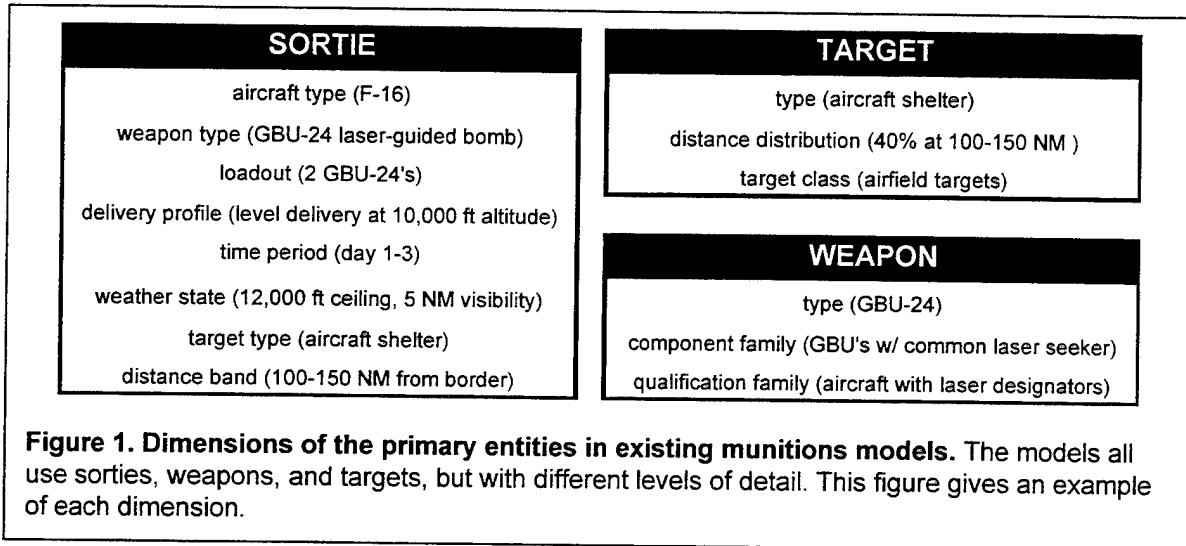 SORTIE
aircraft type (F-16)
weapon type (GBU-24 laser-guided bomb)
loadout (2 GBU-24's)
delivery profile (level delivery at 10,000 ft altitude)
time period (day 1-3)
weather state (12,000 ft ceiling, 5 NM visibility)
target type (aircraft shelter)
distance band (100-150 NM from border)
TARGET
type (aircraft shelter)
distance distribution (40% at 100-150 NM )
target class (airfield targets)
WEAPON
type (GBU-24)
component family (GBU's w/ common laser seeker)
qualification family (aircraft with laser designators)
Figure 1. Dimensions of the primary entities in existing munitions models. The models all
use sorties, weapons, and targets, but with different levels of detail. This figure gives an example
of each dimension.